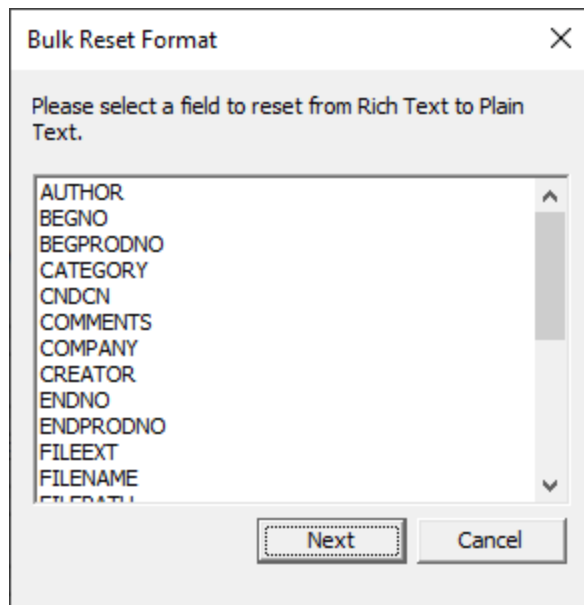 Bulk Reset Format
Please select a field to reset from Rich Text to Plain
Text.
AUTHOR
BEGNO
BEGPRODNO
CATEGORY
CNDCN
COMMENTS
COMPANY
CREATOR
ENDNO
ENDPRODNO
FILEEXT
FILENAME
FILEPATH
Next
Cancel